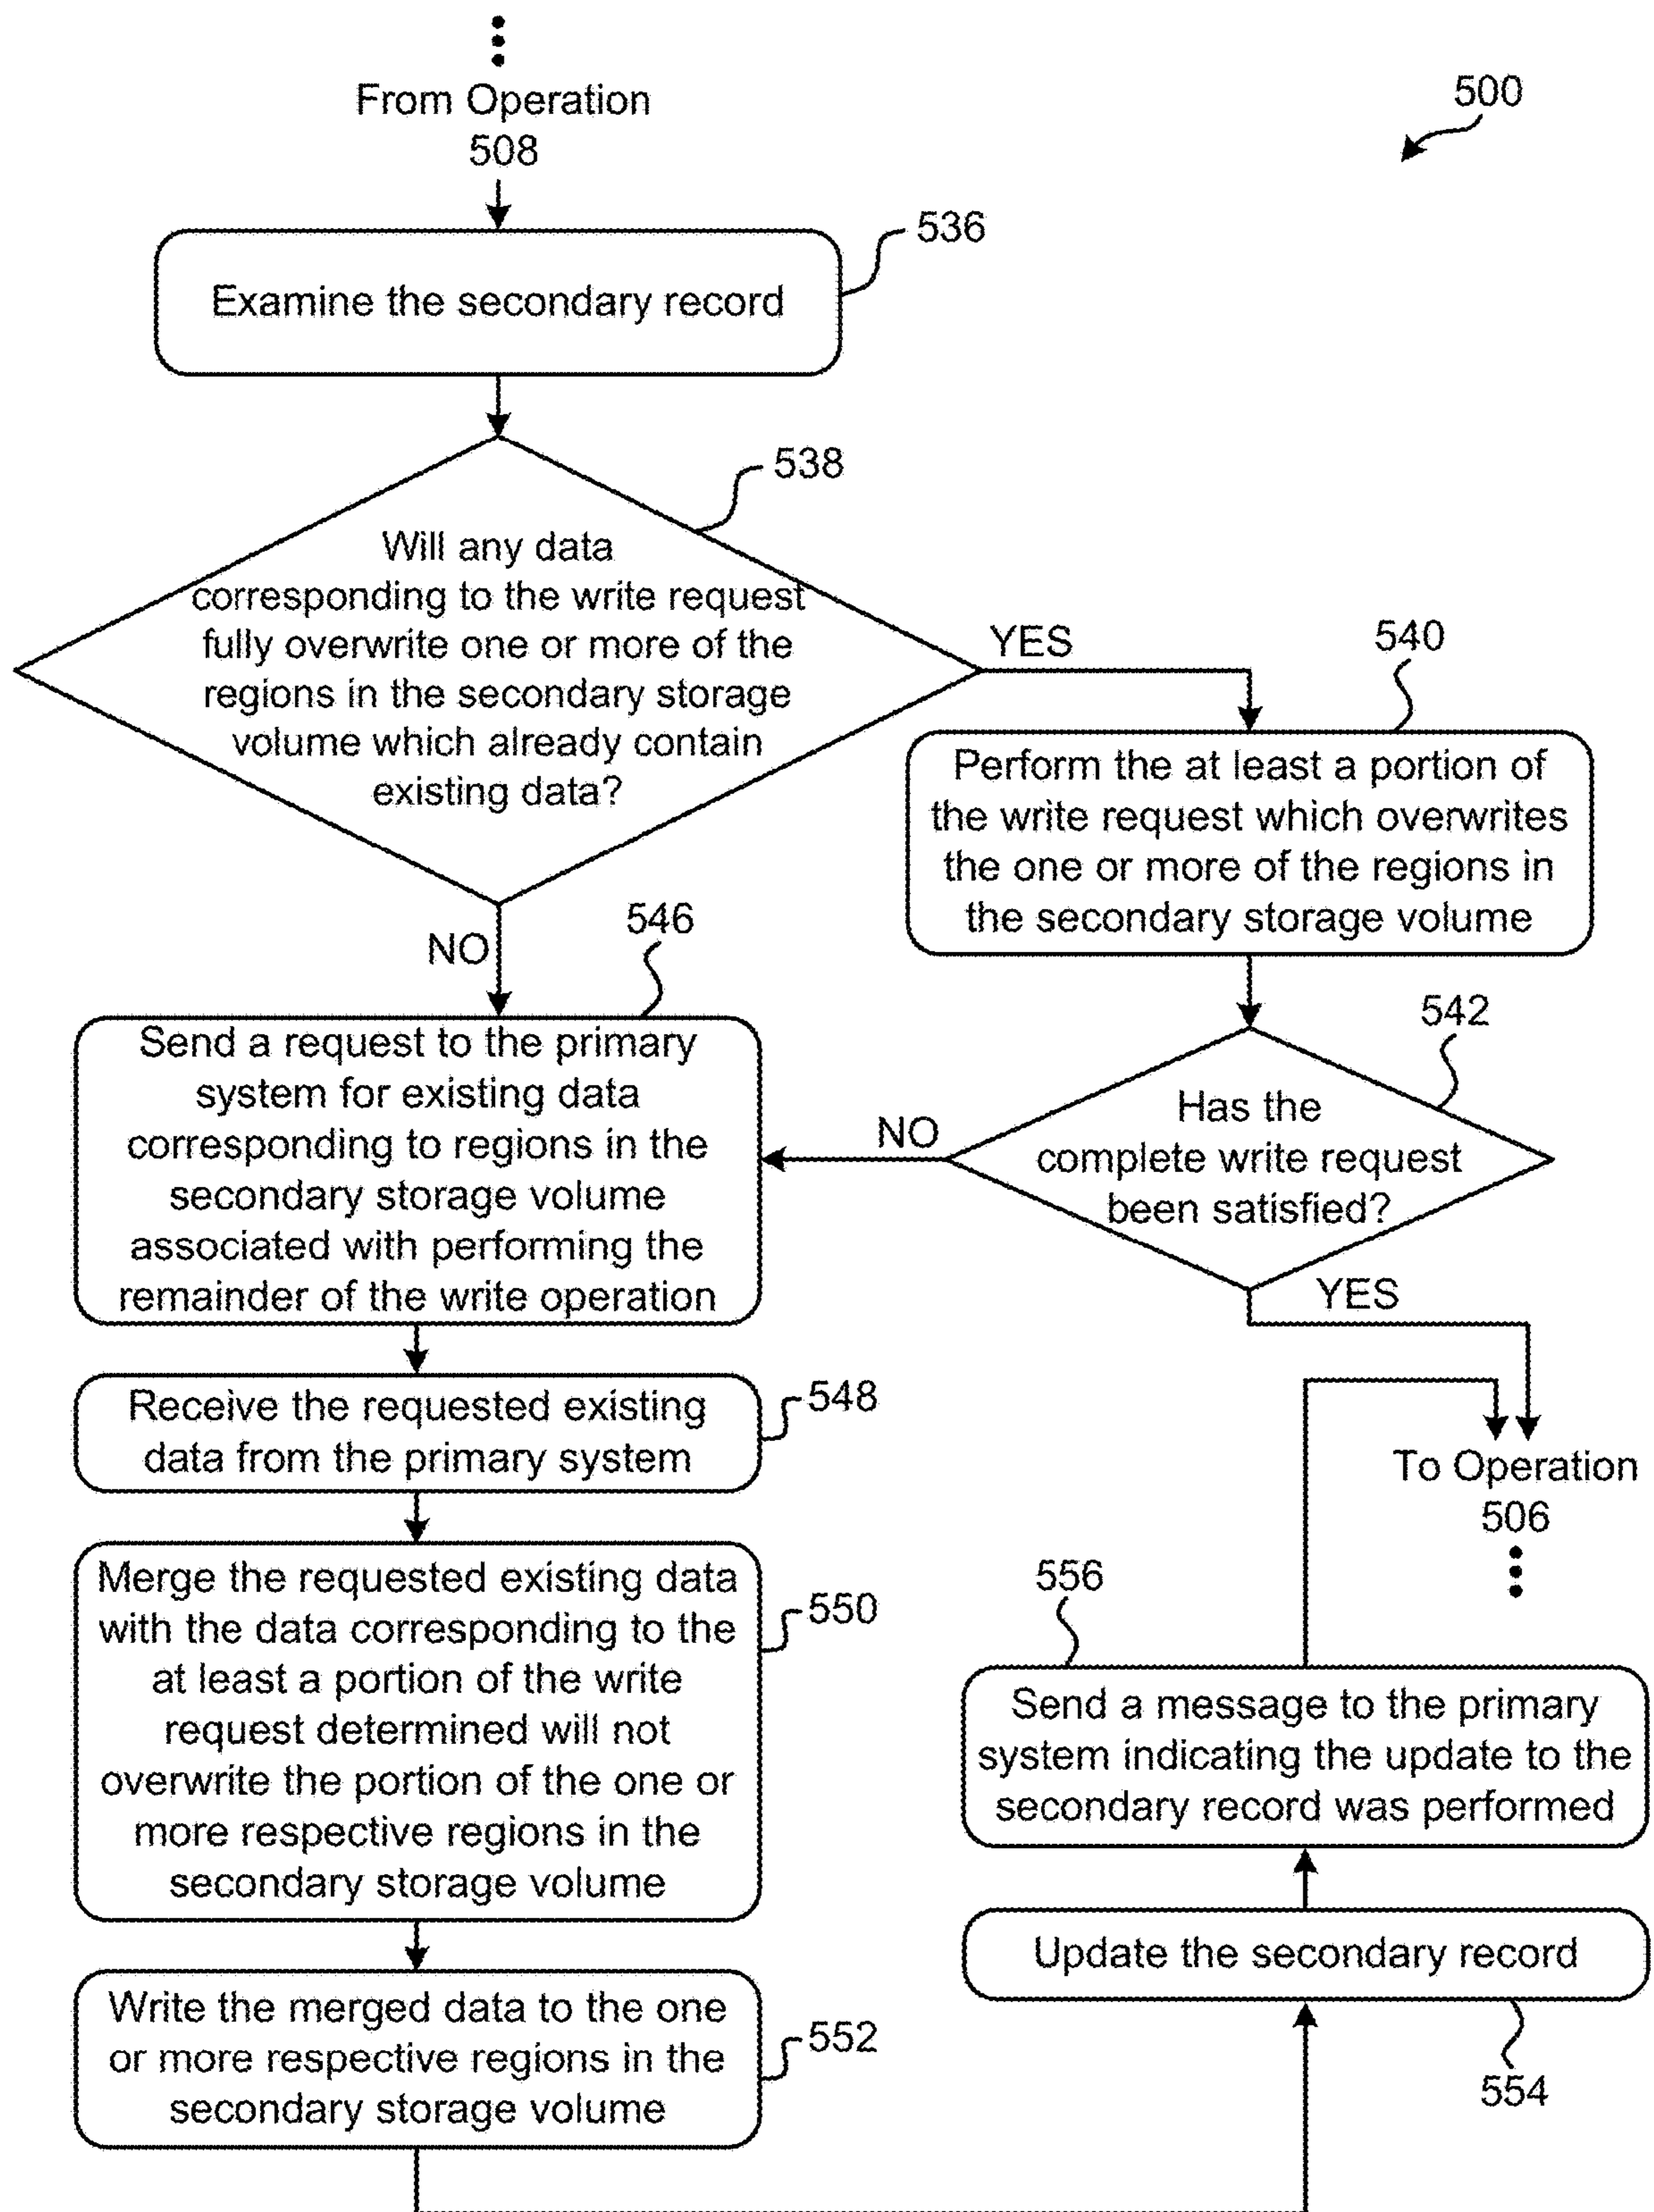 From Operation
508
500
536
Examine the secondary record
538
Will any data
corresponding to the write request
fully overwrite one or more of the
regions in the secondary storage
volume which already contain
existing data?
YES
540
Perform the at least a portion of
the write request which overwrites
the one or more of the regions in
the secondary storage volume
NO
546
Send a request to the primary
system for existing data
corresponding to regions in the
secondary storage volume
associated with performing the
remainder of the write operation
542
Has the
complete write request
been satisfied?
NO
YES
548
Receive the requested existing
data from the primary system
To Operation
506
550
Merge the requested existing data
with the data corresponding to the
at least a portion of the write
request determined will not
overwrite the portion of the one or
more respective regions in the
secondary storage volume
556
Send a message to the primary
system indicating the update to the
secondary record was performed
Update the secondary record
554
Write the merged data to the one
or more respective regions in the
secondary storage volume
552